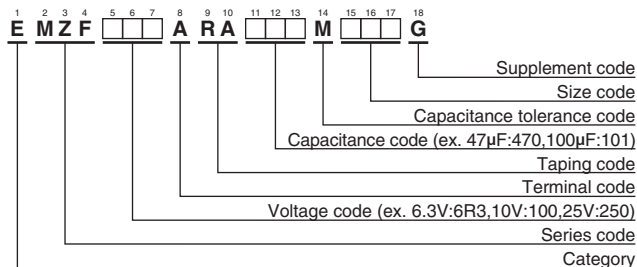 1 2 3 4 5 6 7 8 9 10 11 12 13 14 15 16 17 18
E M Z F □□□ A R A □□□ M □□□ G
Supplement code
Size code
Capacitance tolerance code
Capacitance code (ex. 47μF:470,100μF:101)
Taping code
Terminal code
Voltage code (ex. 6.3V:6R3,10V:100,25V:250)
Series code
Category